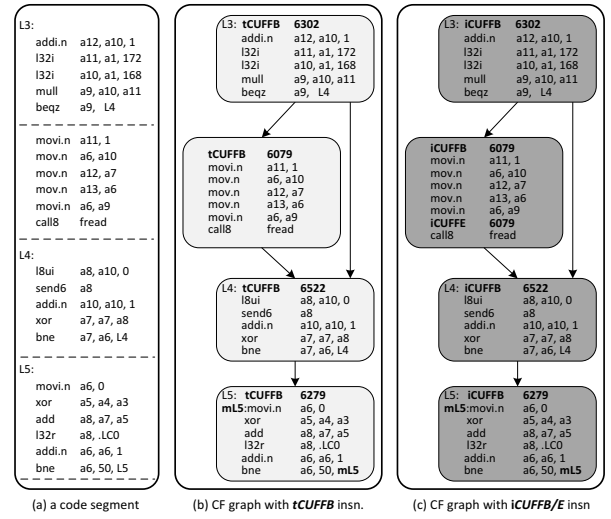 L3:
addi.n a12, a10, 1
l32i a11, a1, 172
l32i a10, a1, 168
mull a9, a10, a11
beqz a9, L4
movi.n a11, 1
mov.n a6, a10
mov.n a12, a7
mov.n a13, a6
movi.n a6, a9
call8 fread
L4:
l8ui a8, a10, 0
send6 a8
addi.n a10, a10, 1
xor a7, a7, a8
bne a7, a6, L4
L5:
movi.n a6, 0
xor a5, a4, a3
add a8, a7, a5
l32r a8, .LC0
addi.n a6, a6, 1
bne a6, 50, L5
(a) a code segment
L3: tCUFFB 6302
addi.n a12, a10, 1
l32i a11, a1, 172
l32i a10, a1, 168
mull a9, a10, a11
beqz a9, L4
tCUFFB 6079
movi.n a11, 1
mov.n a6, a10
mov.n a12, a7
mov.n a13, a6
movi.n a6, a9
call8 fread
L4: tCUFFB 6522
l8ui a8, a10, 0
send6 a8
addi.n a10, a10, 1
xor a7, a7, a8
bne a7, a6, L4
L5: tCUFFB 6279
mL5:movi.n a6, 0
xor a5, a4, a3
add a8, a7, a5
l32r a8, .LC0
addi.n a6, a6, 1
bne a6, 50, mL5
(b) CF graph with tCUFFB insn.
L3: iCUFFB 6302
addi.n a12, a10, 1
l32i a11, a1, 172
l32i a10, a1, 168
mull a9, a10, a11
beqz a9, L4
iCUFFB 6079
movi.n a11, 1
mov.n a6, a10
mov.n a12, a7
mov.n a13, a6
movi.n a6, a9
iCUFFE 6079
call8 fread
L4: iCUFFB 6522
l8ui a8, a10, 0
send6 a8
addi.n a10, a10, 1
xor a7, a7, a8
bne a7, a6, L4
L5: iCUFFB 6279
mL5:movi.n a6, 0
xor a5, a4, a3
add a8, a7, a5
l32r a8, .LC0
addi.n a6, a6, 1
bne a6, 50, mL5
(c) CF graph with iCUFFB/E insn